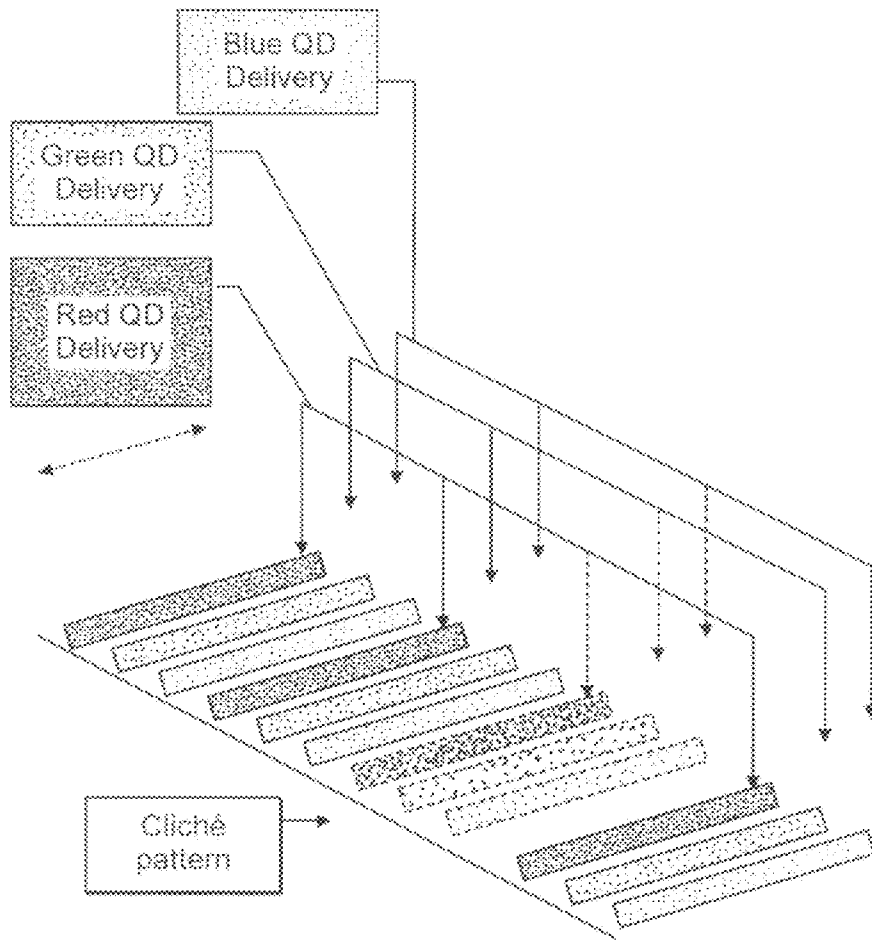 Blue QD
Delivery
Green QD
Delivery
Red QD
Delivery
Cliché
pattern